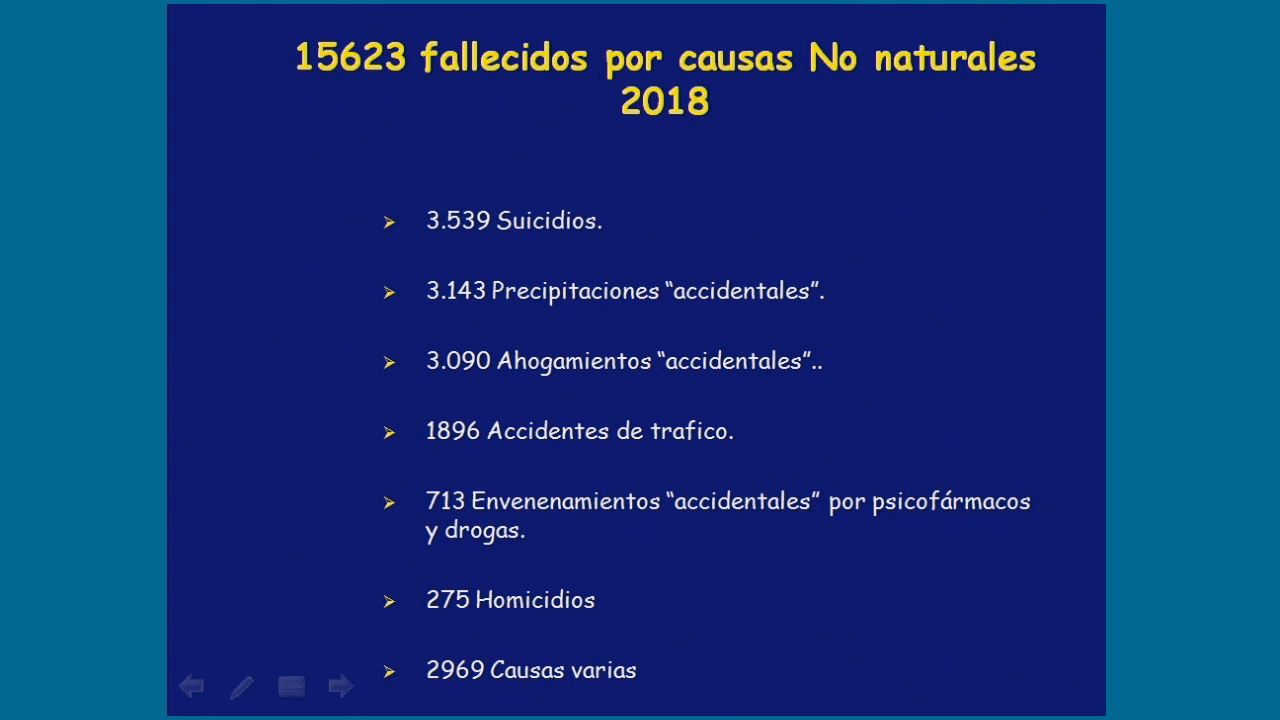 15623 fallecidos por causas No naturales
2018
3.539 Suicidios.
3.143 Precipitaciones “accidentales”.
3.090 Ahogamientos “accidentales”..
1896 Accidentes de trafico.
713 Envenenamientos “accidentales” por psicofármacos
y drogas.
275 Homicidios
2969 Causas varias